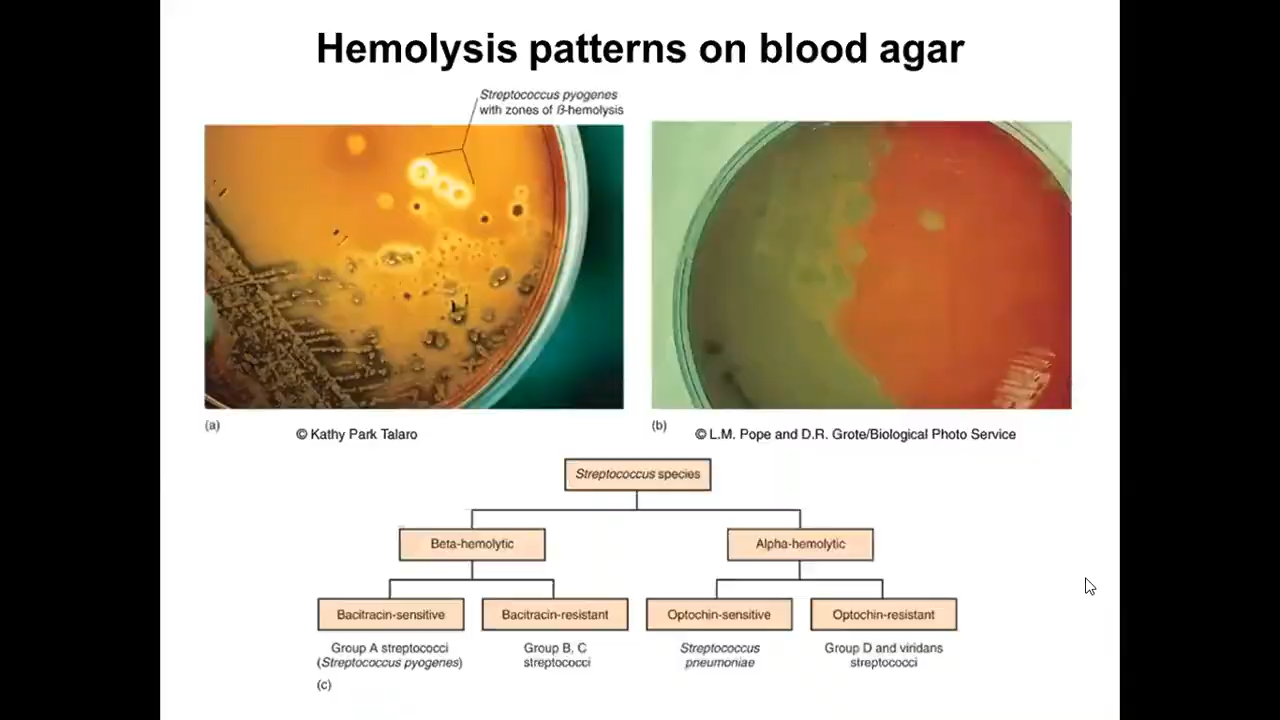 Hemolysis patterns on blood agar
Streptococcus pyogenes
with zones of ß-hemolysis
(a)
© Kathy Park Talaro
(b)
© L.M. Pope and D.R. Grote/Biological Photo Service
Streptococcus species
Beta-hemolytic
Alpha-hemolytic
Bacitracin-sensitive
Bacitracin-resistant
Optochin-sensitive
Optochin-resistant
Group A streptococci
(Streptococcus pyogenes)
Group B, C
streptococci
Streptococcus
pneumoniae
Group D and viridans
streptococci
(c)